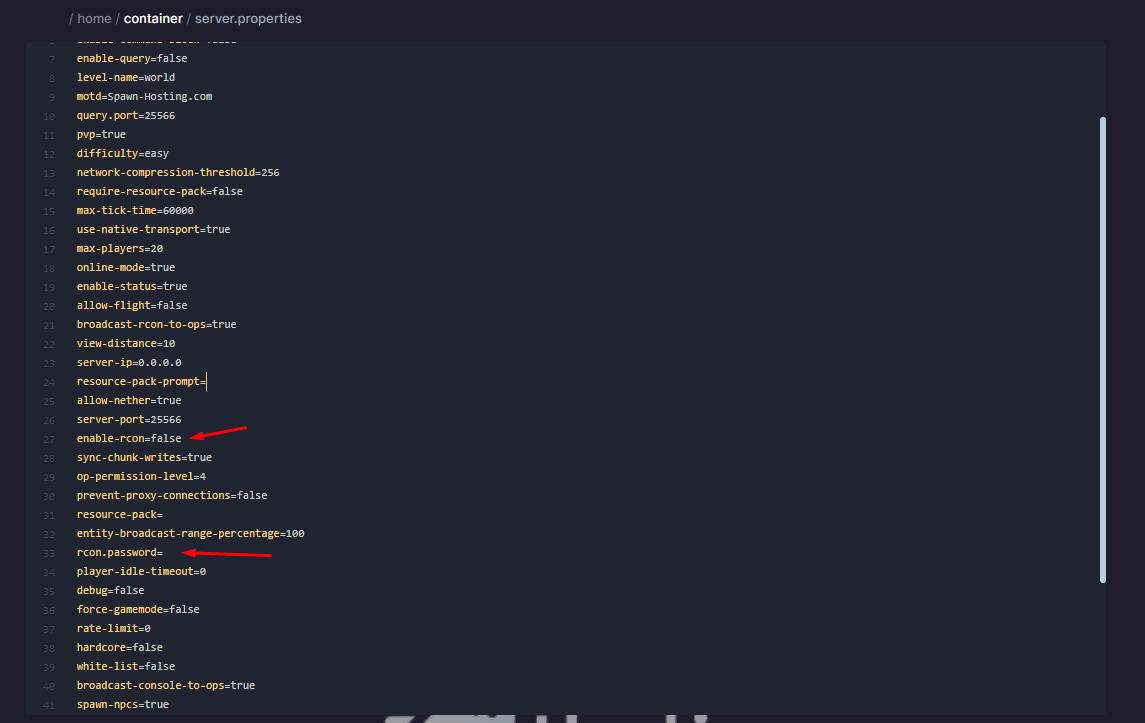 / home / container / server.properties
7 enable-query=false
8 level-name=world
9 motd=Spawn-Hosting.com
10 query.port=25566
11 pvp=true
12 difficulty=easy
13 network-compression-threshold=256
14 require-resource-pack=false
15 max-tick-time=60000
16 use-native-transport=true
17 max-players=20
18 online-mode=true
19 enable-status=true
20 allow-flight=false
21 broadcast-rcon-to-ops=true
22 view-distance=10
23 server-ip=0.0.0.0
24 resource-pack-prompt=
25 allow-nether=true
26 server-port=25566
27 enable-rcon=false
28 sync-chunk-writes=true
29 op-permission-level=4
30 prevent-proxy-connections=false
31 resource-pack=
32 entity-broadcast-range-percentage=100
33 rcon.password=
34 player-idle-timeout=0
35 debug=false
36 force-gamemode=false
37 rate-limit=0
38 hardcore=false
39 white-list=false
40 broadcast-console-to-ops=true
41 spawn-npcs=true